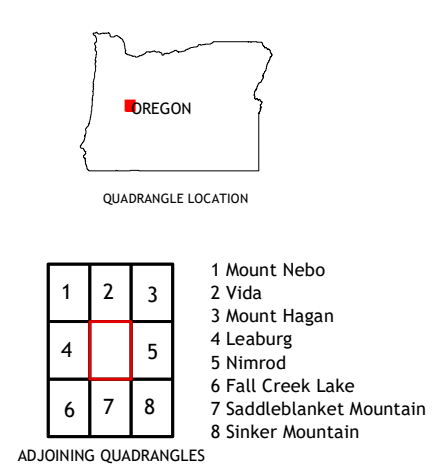 OREGON
QUADRANGLE LOCATION
1 2 3
4 5
6 7 8
1 Mount Nebo
2 Vida
3 Mount Hagan
4 Leaburg
5 Nimrod
6 Fall Creek Lake
7 Saddleblanket Mountain
8 Sinker Mountain
ADJOINING QUADRANGLES